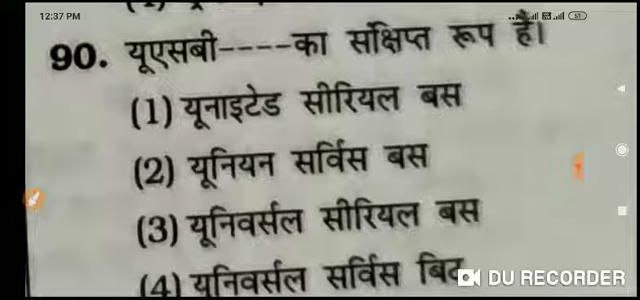 12:37 PM
90. यूएसबी----का संक्षिप्त रूप है।
(1) यूनाइटेड सीरियल बस
(2) यूनियन सर्विस बस
(3) यूनिवर्सल सीरियल बस
(4) यूनिवर्सल सर्विस
DU RECORDER